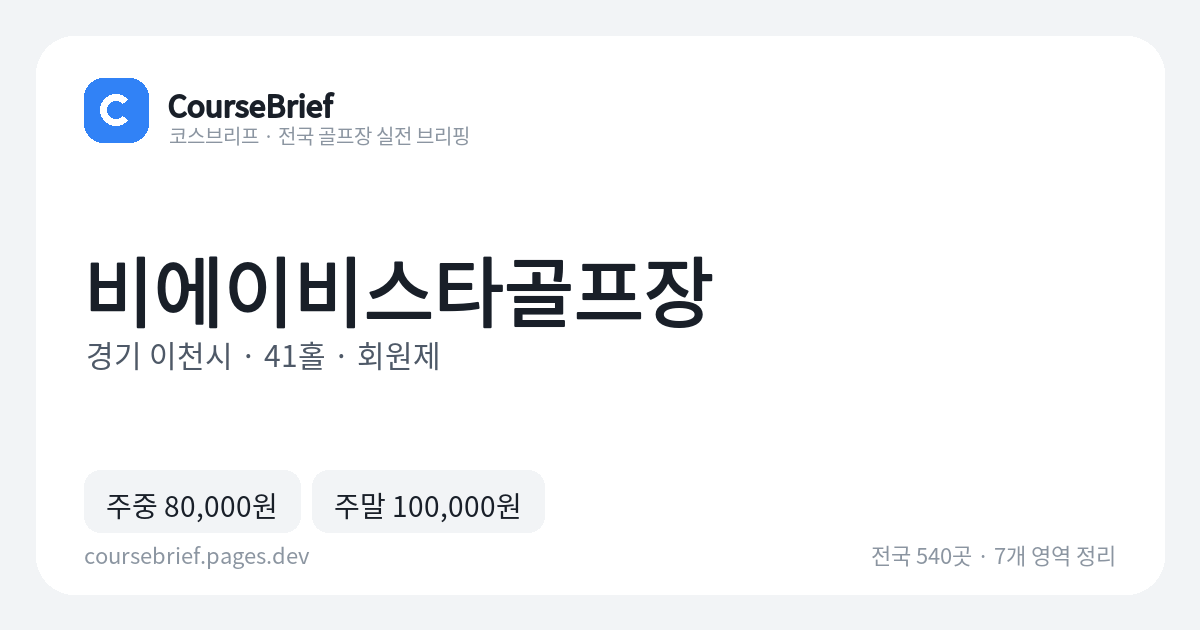 C
CourseBrief
코스브리프 · 전국 골프장 실전 브리핑
비에이비스타골프장
경기 이천시 · 41홀 · 회원제
주중 80,000원 주말 100,000원
coursebrief.pages.dev 전국 540곳 · 7개 영역 정리